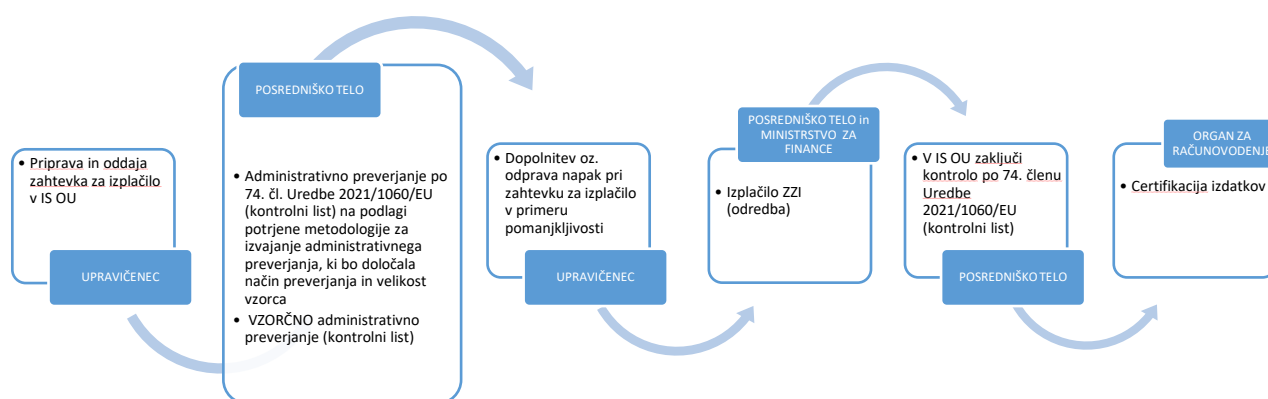 • Priprava in oddaja
zahtevka za izplačilo
v IS OU
UPRAVIČENEC
POSREDNIŠKO TELO
• Administrativno preverjanje po
74. čl. Uredbe 2021/1060/EU
(kontrolni list) na podlagi
potrjene metodologije za
izvajanje administrativnega
preverjanja, ki bo določala
način preverjanja in velikost
vzorca
• VZORČNO administrativno
preverjanje (kontrolni list)
• Dopolnitev oz.
odprava napak pri
zahtevku za izplačilo
v primeru
pomanjkljivosti
UPRAVIČENEC
POSREDNIŠKO TELO in
MINISTRSTVO ZA
FINANCE
• Izplačilo ZZI
(odredba)
• V IS OU zaključi
kontrolo po 74. členu
Uredbe
2021/1060/EU
(kontrolni list)
POSREDNIŠKO TELO
ORGAN ZA
RAČUNOVODENJE
• Certifikacija izdatkov